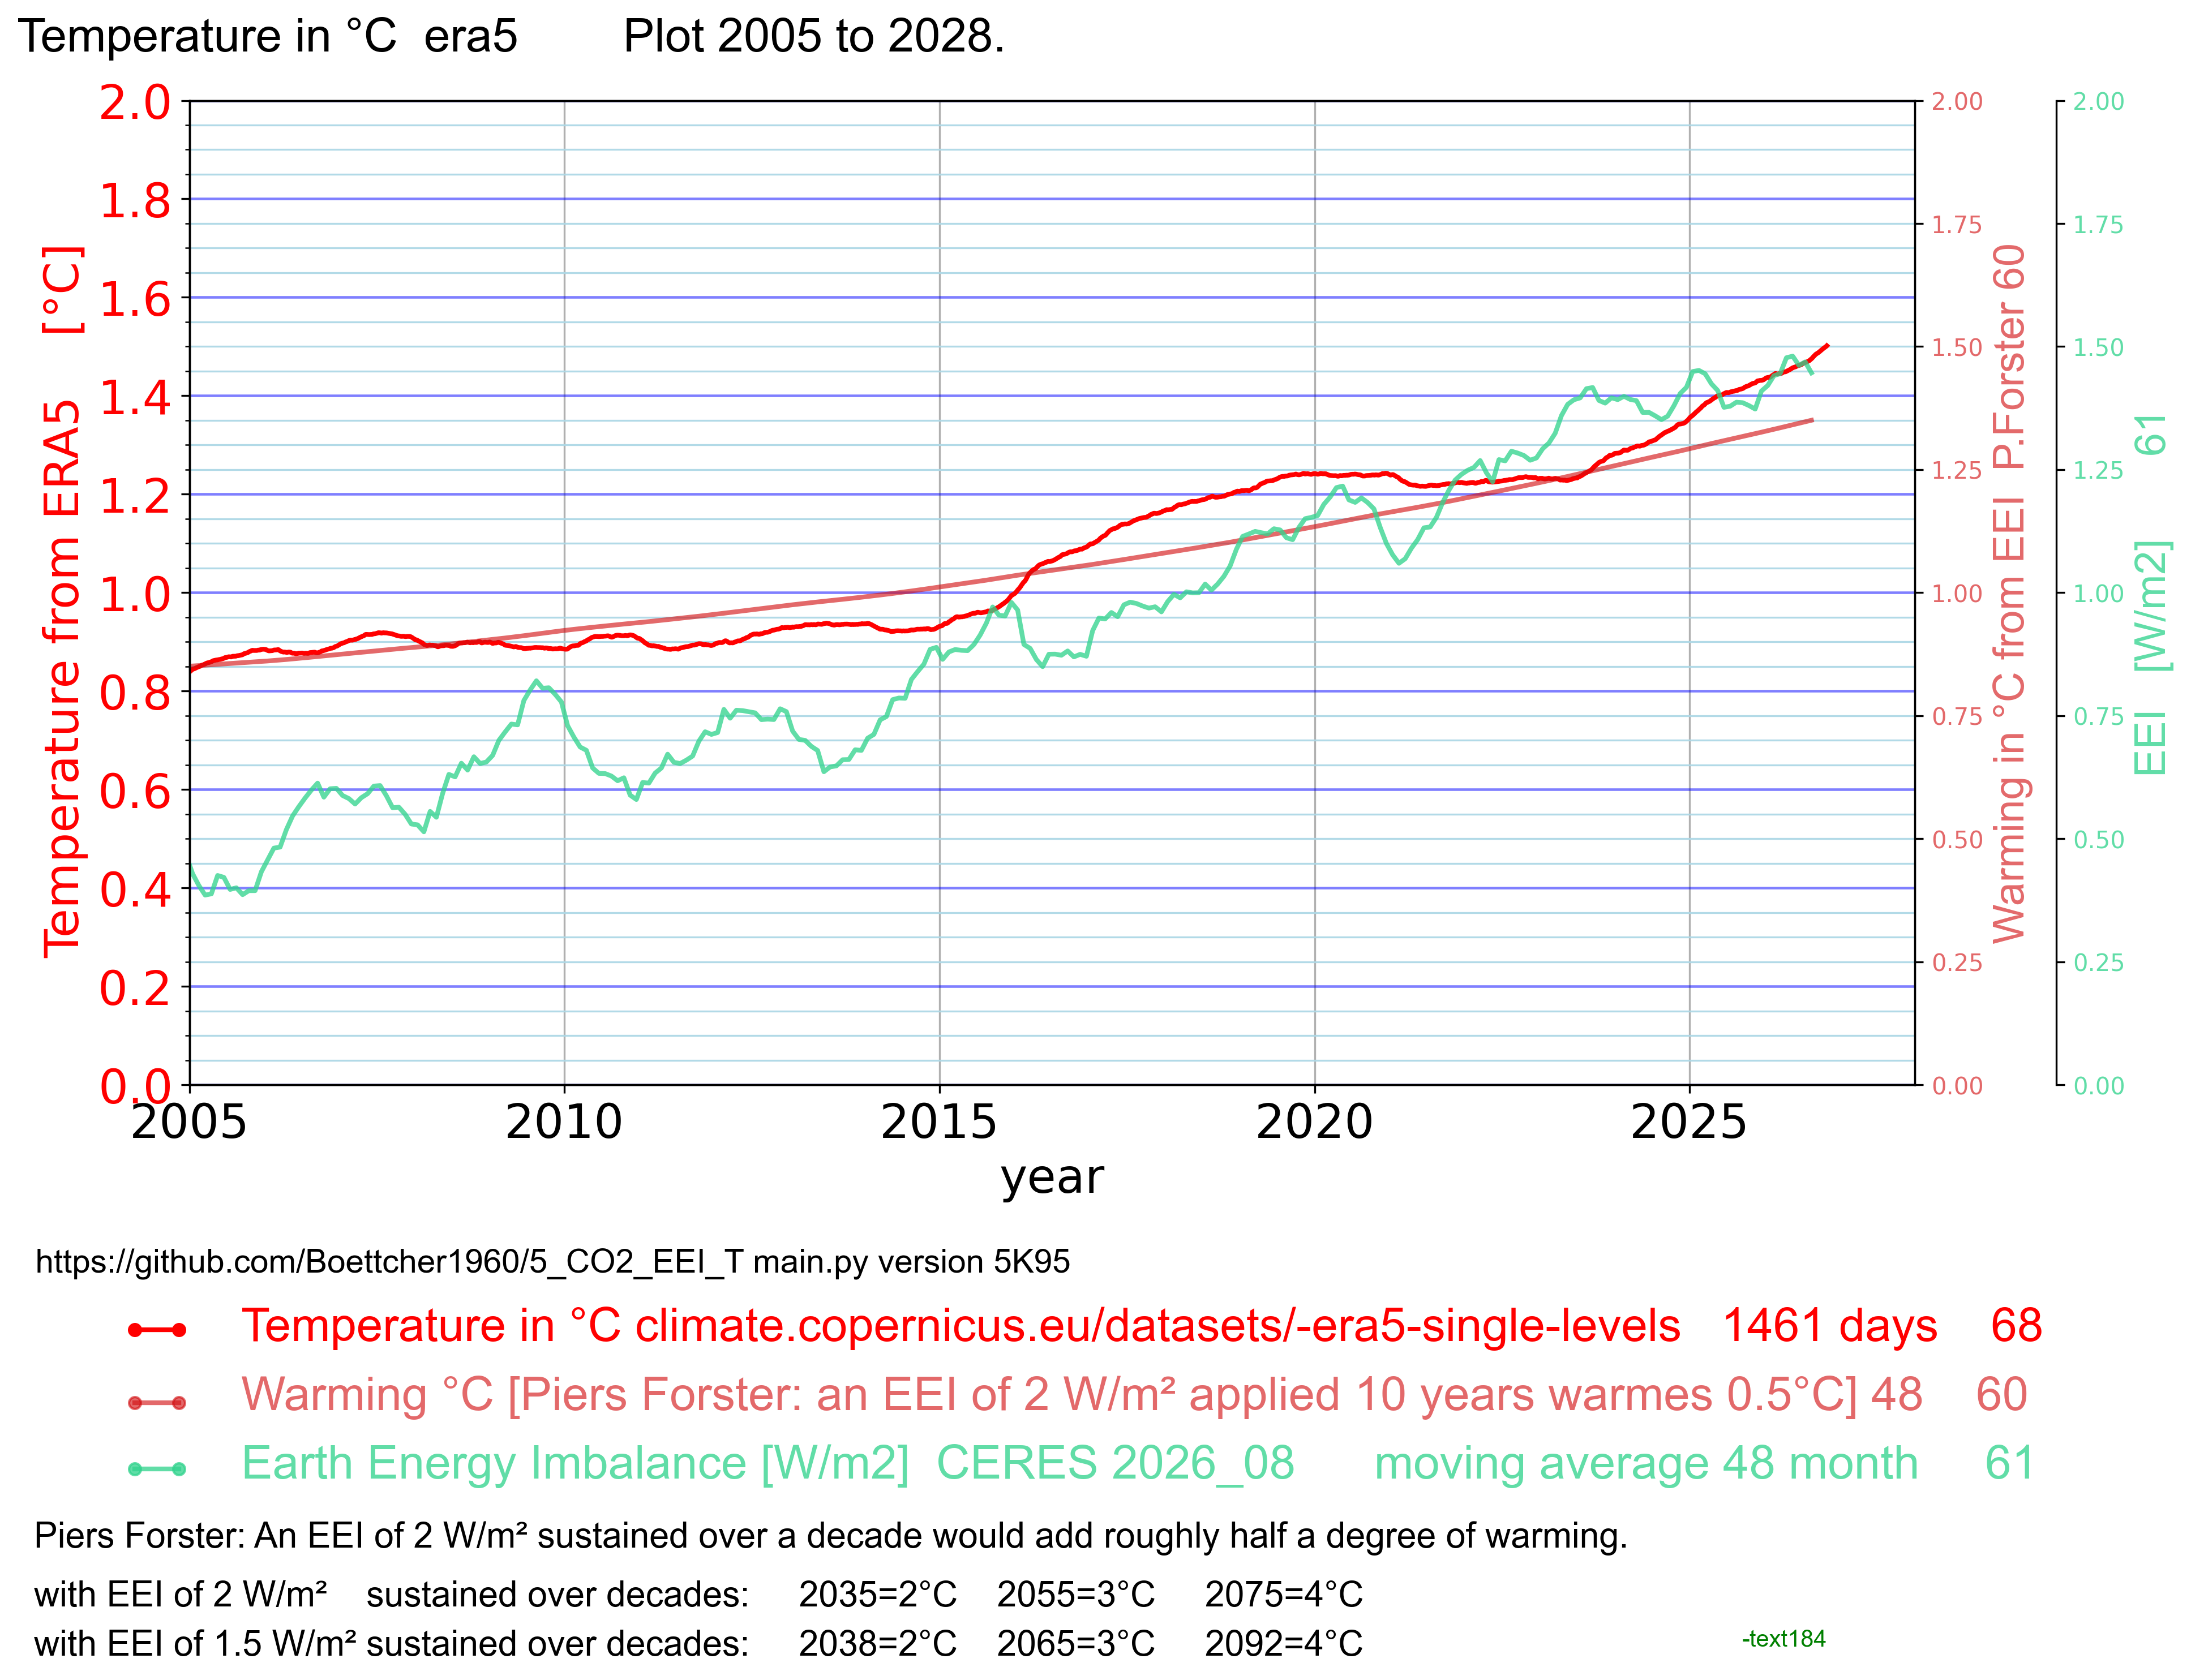 Temperature in °C  era5        Plot 2005 to 2028.
Temperature from ERA5    [°C]
2.0
1.8
1.6
1.4
1.2
1.0
0.8
0.6
0.4
0.2
0.0
2005 2010 2015 2020 2025
year
2.00
1.75
1.50
1.25
1.00
0.75
0.50
0.25
0.00
Warming in °C from EEI  P.Forster 60
2.00
1.75
1.50
1.25
1.00
0.75
0.50
0.25
0.00
EEI   [W/m2]      61
https://github.com/Boettcher1960/5_CO2_EEI_T main.py version 5K95
Temperature in °C climate.copernicus.eu/datasets/-era5-single-levels   1461 days    68
Warming °C [Piers Forster: an EEI of 2 W/m² applied 10 years warmes 0.5°C] 48    60
Earth Energy Imbalance [W/m2]  CERES 2026_08      moving average 48 month     61
Piers Forster: An EEI of 2 W/m² sustained over a decade would add roughly half a degree of warming.
with EEI of 2 W/m²    sustained over decades:     2035=2°C    2055=3°C     2075=4°C
with EEI of 1.5 W/m² sustained over decades:     2038=2°C    2065=3°C     2092=4°C
-text184